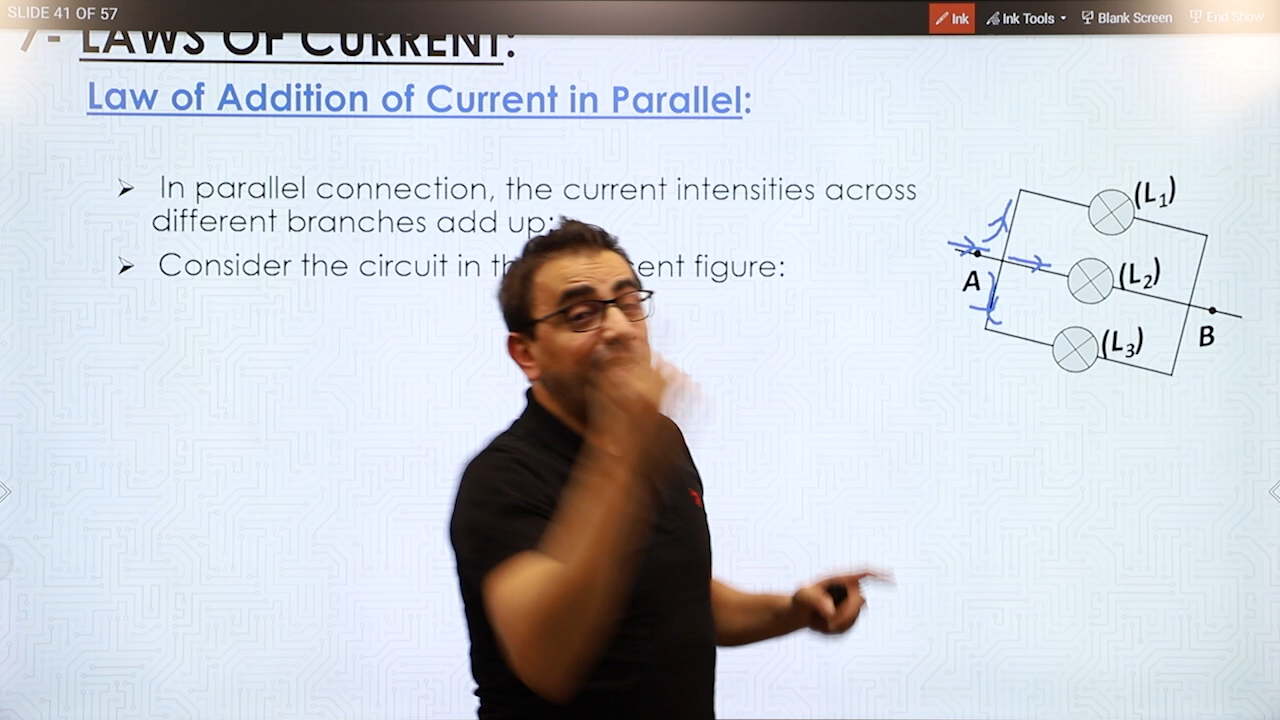 SLIDE 41 OF 57
Ink
Ink Tools
Blank Screen
End Show
7- LAWS OF CURRENT:
Law of Addition of Current in Parallel:
In parallel connection, the current intensities across
different branches add up:
Consider the circuit in figure:
(L₁)
(L₂)
(L₃)
A
B